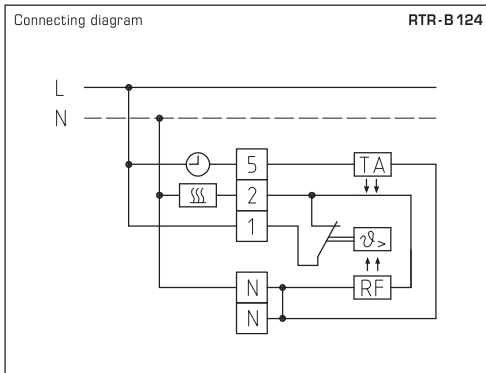 Connecting diagram RTR-B 124
L
N
5 TA
2
1 ϑ>
N RF
N